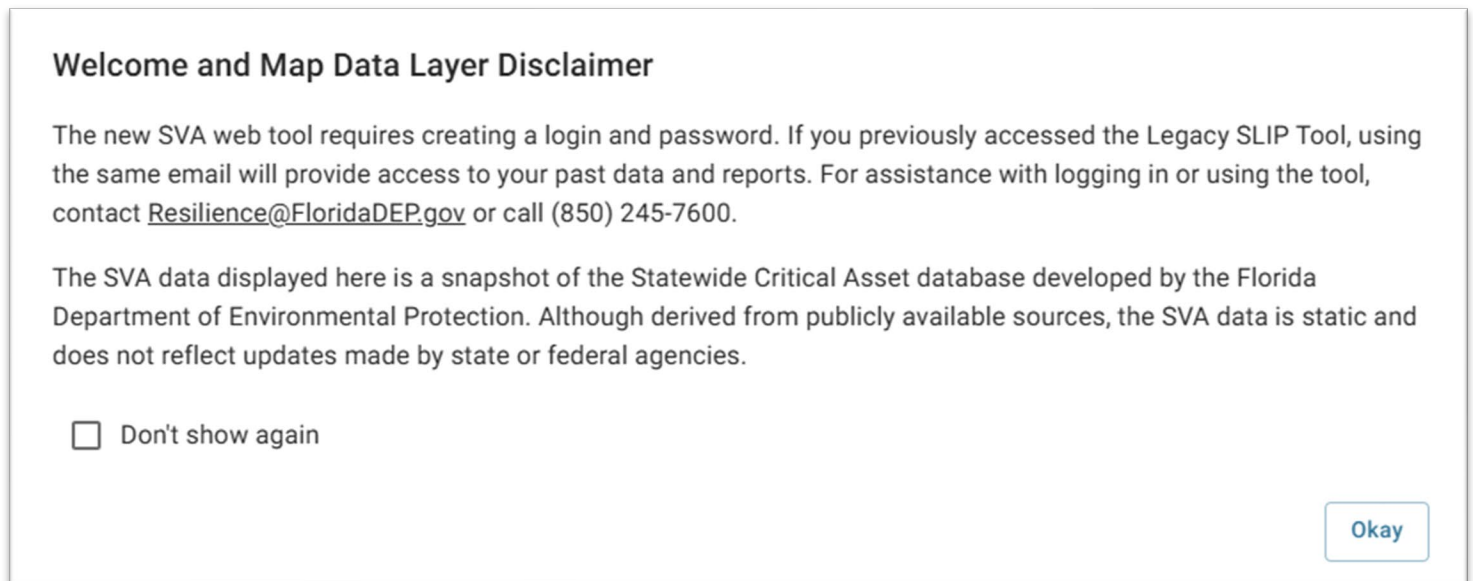 Welcome and Map Data Layer Disclaimer
The new SVA web tool requires creating a login and password. If you previously accessed the Legacy SLIP Tool, using
the same email will provide access to your past data and reports. For assistance with logging in or using the tool,
contact Resilience@FloridaDEP.gov or call (850) 245-7600.
The SVA data displayed here is a snapshot of the Statewide Critical Asset database developed by the Florida
Department of Environmental Protection. Although derived from publicly available sources, the SVA data is static and
does not reflect updates made by state or federal agencies.
Don't show again
Okay